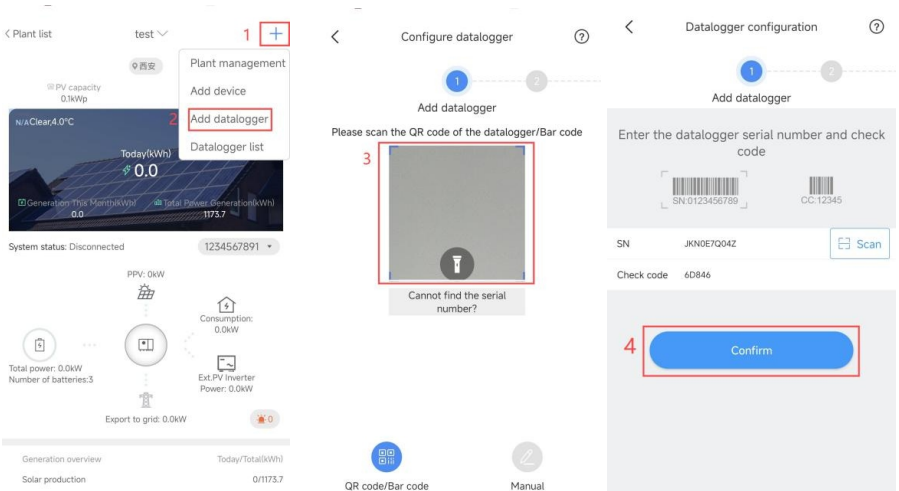 Plant list
test
1
+
西安
Plant management
Add device
2
Add datalogger
Datalogger list
PV capacity
0.1kWp
N/AClear,4.0°C
Today(kWh)
0.0
Generation This Month(kWh)
0.0
Total Power Generation(kWh)
1173.7
System status: Disconnected
1234567891
PPV: 0kW
Consumption:
0.0kW
Total power: 0.0kW
Number of batteries:3
Ext.PV Inverter
Power: 0.0kW
Export to grid: 0.0kW
0
Generation overview
Today/Total(kWh)
Solar production
0/1173.7
Configure datalogger
?
1
2
Add datalogger
Please scan the QR code of the datalogger/Bar code
3
Cannot find the serial
number?
QR code/Bar code
Manual
Datalogger configuration
?
1
2
Add datalogger
Enter the datalogger serial number and check
code
SN:0123456789
CC:12345
SN
JKN0E7Q04Z
Scan
Check code
6D846
4
Confirm